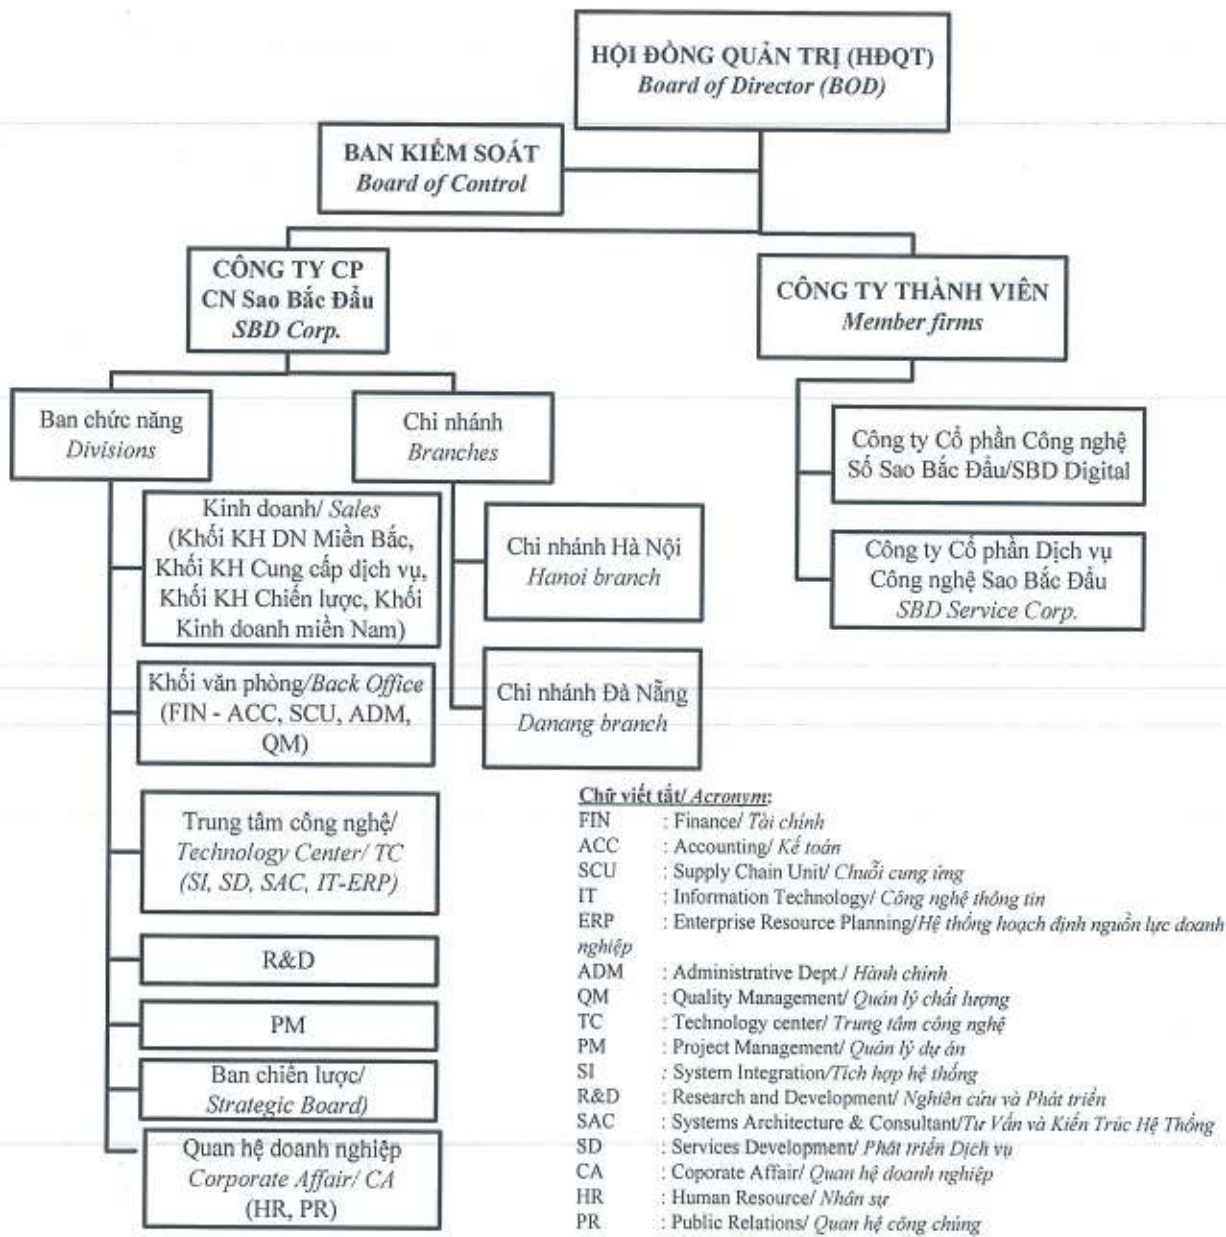 HỘI ĐỒNG QUẢN TRỊ (HĐQT)
Board of Director (BOD)
BAN KIỂM SOÁT
Board of Control
CÔNG TY CP
CN Sao Bắc Đẩu
SBD Corp.
CÔNG TY THÀNH VIÊN
Member firms
Ban chức năng
Divisions
Chi nhánh
Branches
Kinh doanh/ Sales
(Khối KH DN Miền Bắc,
Khối KH Cung cấp dịch vụ,
Khối KH Chiến lược, Khối
Kinh doanh miền Nam)
Khối văn phòng/Back Office
(FIN - ACC, SCU, ADM,
QM)
Trung tâm công nghệ/
Technology Center/ TC
(SI, SD, SAC, IT-ERP)
R&D
PM
Ban chiến lược/
Strategic Board)
Quan hệ doanh nghiệp
Corporate Affair/ CA
(HR, PR)
Chi nhánh Hà Nội
Hanoi branch
Chi nhánh Đà Nẵng
Danang branch
Công ty Cổ phần Công nghệ
Số Sao Bắc Đẩu/SBD Digital
Công ty Cổ phần Dịch vụ
Công nghệ Sao Bắc Đẩu
SBD Service Corp.
Chữ viết tắt/ Acronym:
FIN : Finance/ Tài chính
ACC : Accounting/ Kế toán
SCU : Supply Chain Unit/ Chuỗi cung ứng
IT : Information Technology/ Công nghệ thông tin
ERP : Enterprise Resource Planning/Hệ thống hoạch định nguồn lực doanh
nghiệp
ADM : Administrative Dept./ Hành chính
QM : Quality Management/ Quản lý chất lượng
TC : Technology center/ Trung tâm công nghệ
PM : Project Management/ Quản lý dự án
SI : System Integration/Tích hợp hệ thống
R&D : Research and Development/ Nghiên cứu và Phát triển
SAC : Systems Architecture & Consultant/Tư Vấn và Kiến Trúc Hệ Thống
SD : Services Development/ Phát triển Dịch vụ
CA : Coporate Affair/ Quan hệ doanh nghiệp
HR : Human Resource/ Nhân sự
PR : Public Relations/ Quan hệ công chúng